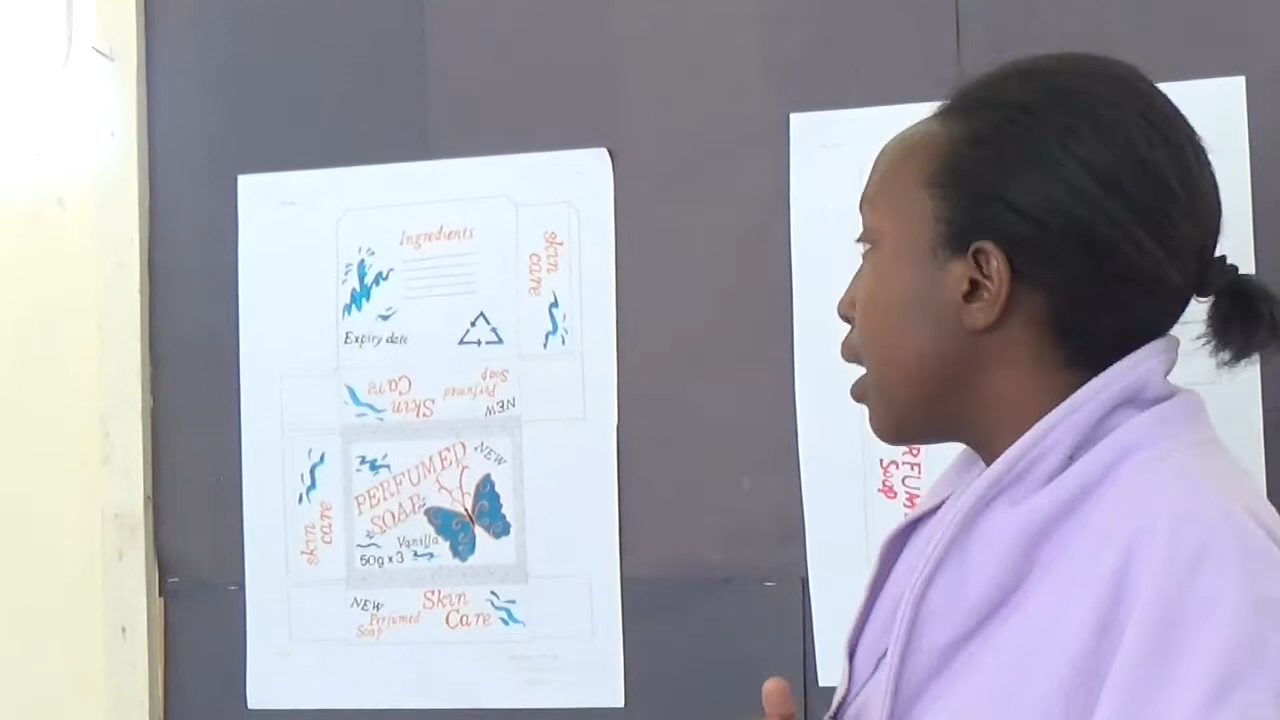 Ingredients
skin
care
Expiry date
Soap
Perfumed
NEW
Skin
Care
PERFUMED
SOAP
NEW
Vanilla
50g x 3
skin
care
NEW
Perfumed
Soap
Skin
Care
Soap